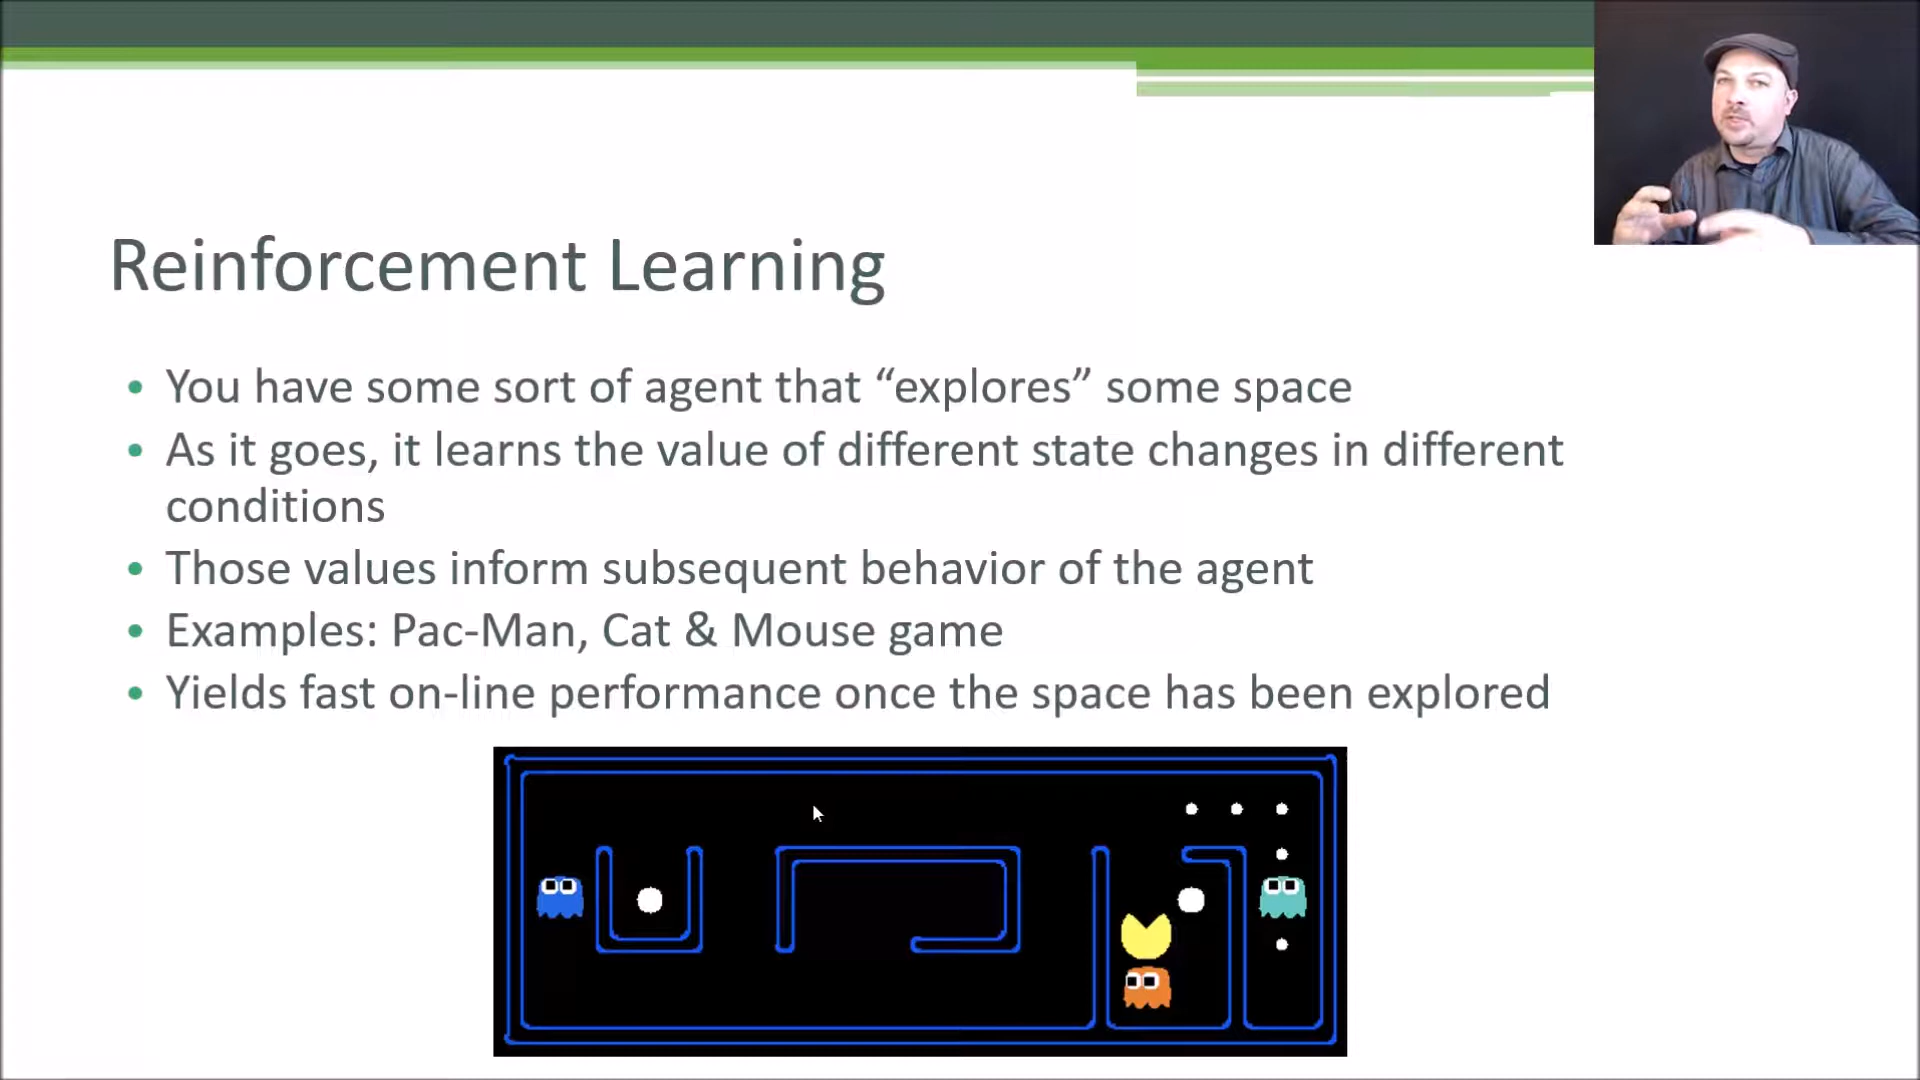 Reinforcement Learning
• You have some sort of agent that “explores” some space
• As it goes, it learns the value of different state changes in different
conditions
• Those values inform subsequent behavior of the agent
• Examples: Pac-Man, Cat & Mouse game
• Yields fast on-line performance once the space has been explored